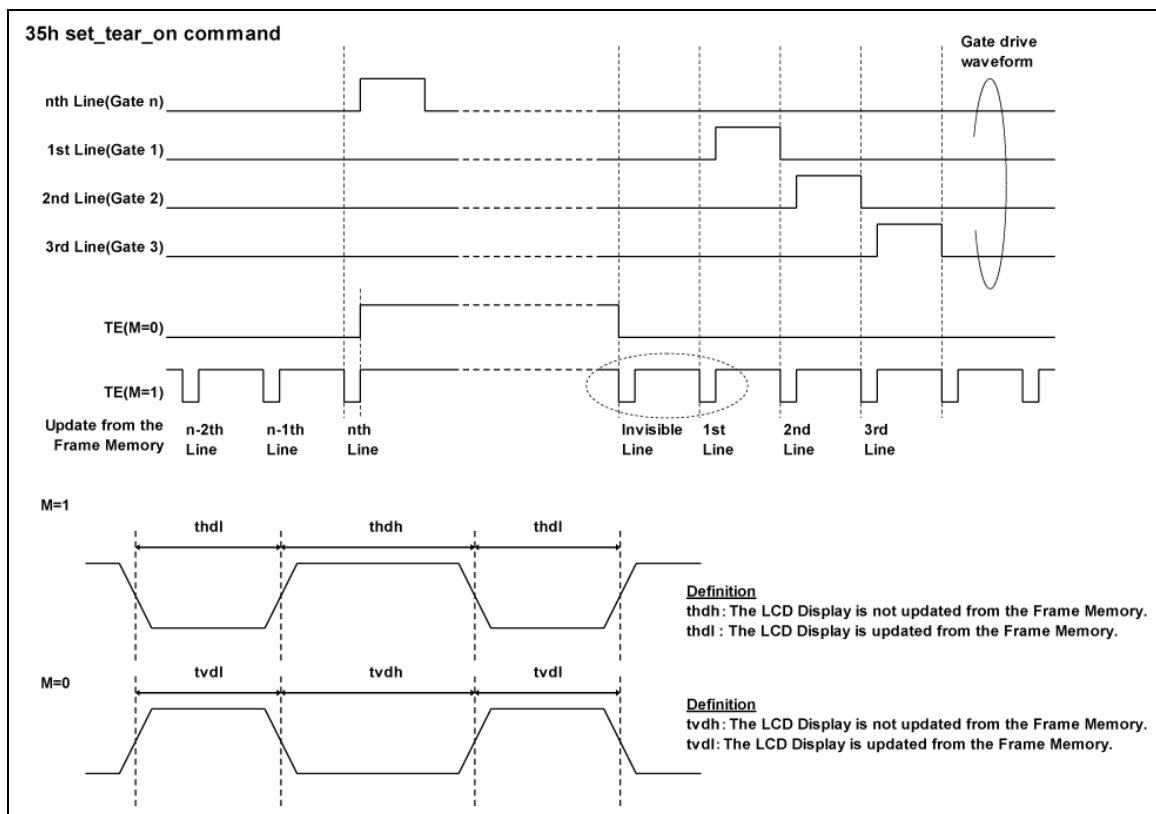 35h set_tear_on command
Gate drive
waveform
nth Line(Gate n)
1st Line(Gate 1)
2nd Line(Gate 2)
3rd Line(Gate 3)
TE(M=0)
TE(M=1)
Update from the
Frame Memory
n-2th
Line
n-1th
Line
nth
Line
Invisible
Line
1st
Line
2nd
Line
3rd
Line
M=1
thdl
thdh
thdl
Definition
thdh: The LCD Display is not updated from the Frame Memory.
thdl : The LCD Display is updated from the Frame Memory.
M=0
tvdl
tvdh
tvdl
Definition
tvdh: The LCD Display is not updated from the Frame Memory.
tvdl: The LCD Display is updated from the Frame Memory.